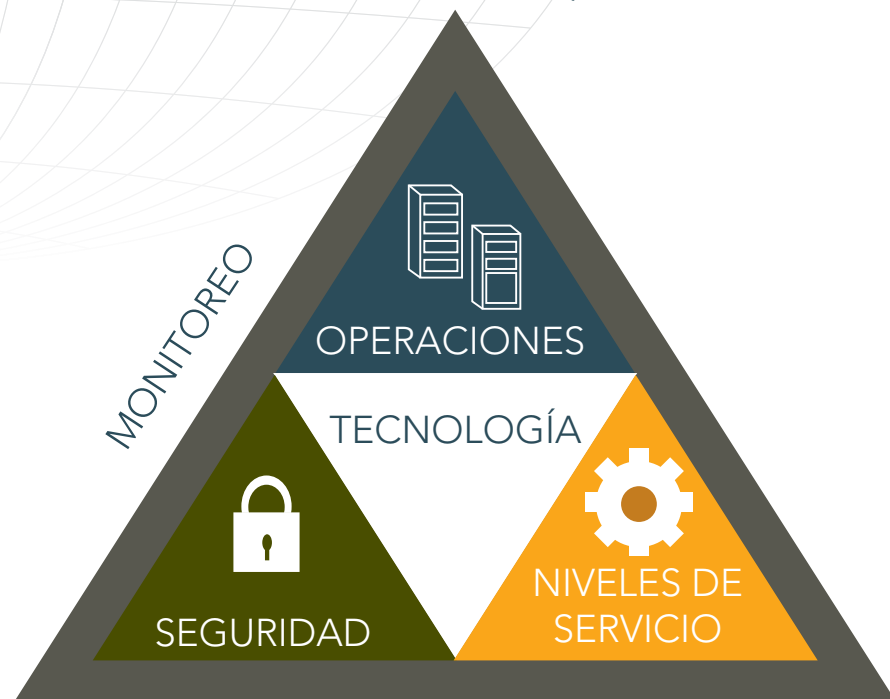 MONITOREO
OPERACIONES
TECNOLOGÍA
SEGURIDAD
NIVELES DE
SERVICIO